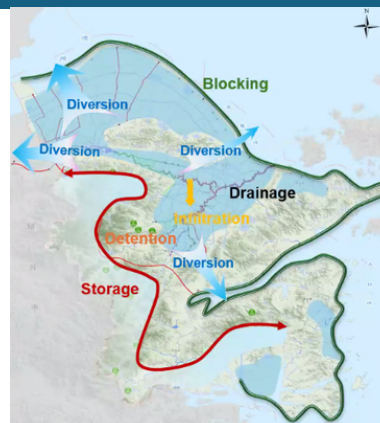 N
Blocking
Diversion
Diversion
Diversion
Drainage
Infiltration
Detention
Diversion
Storage